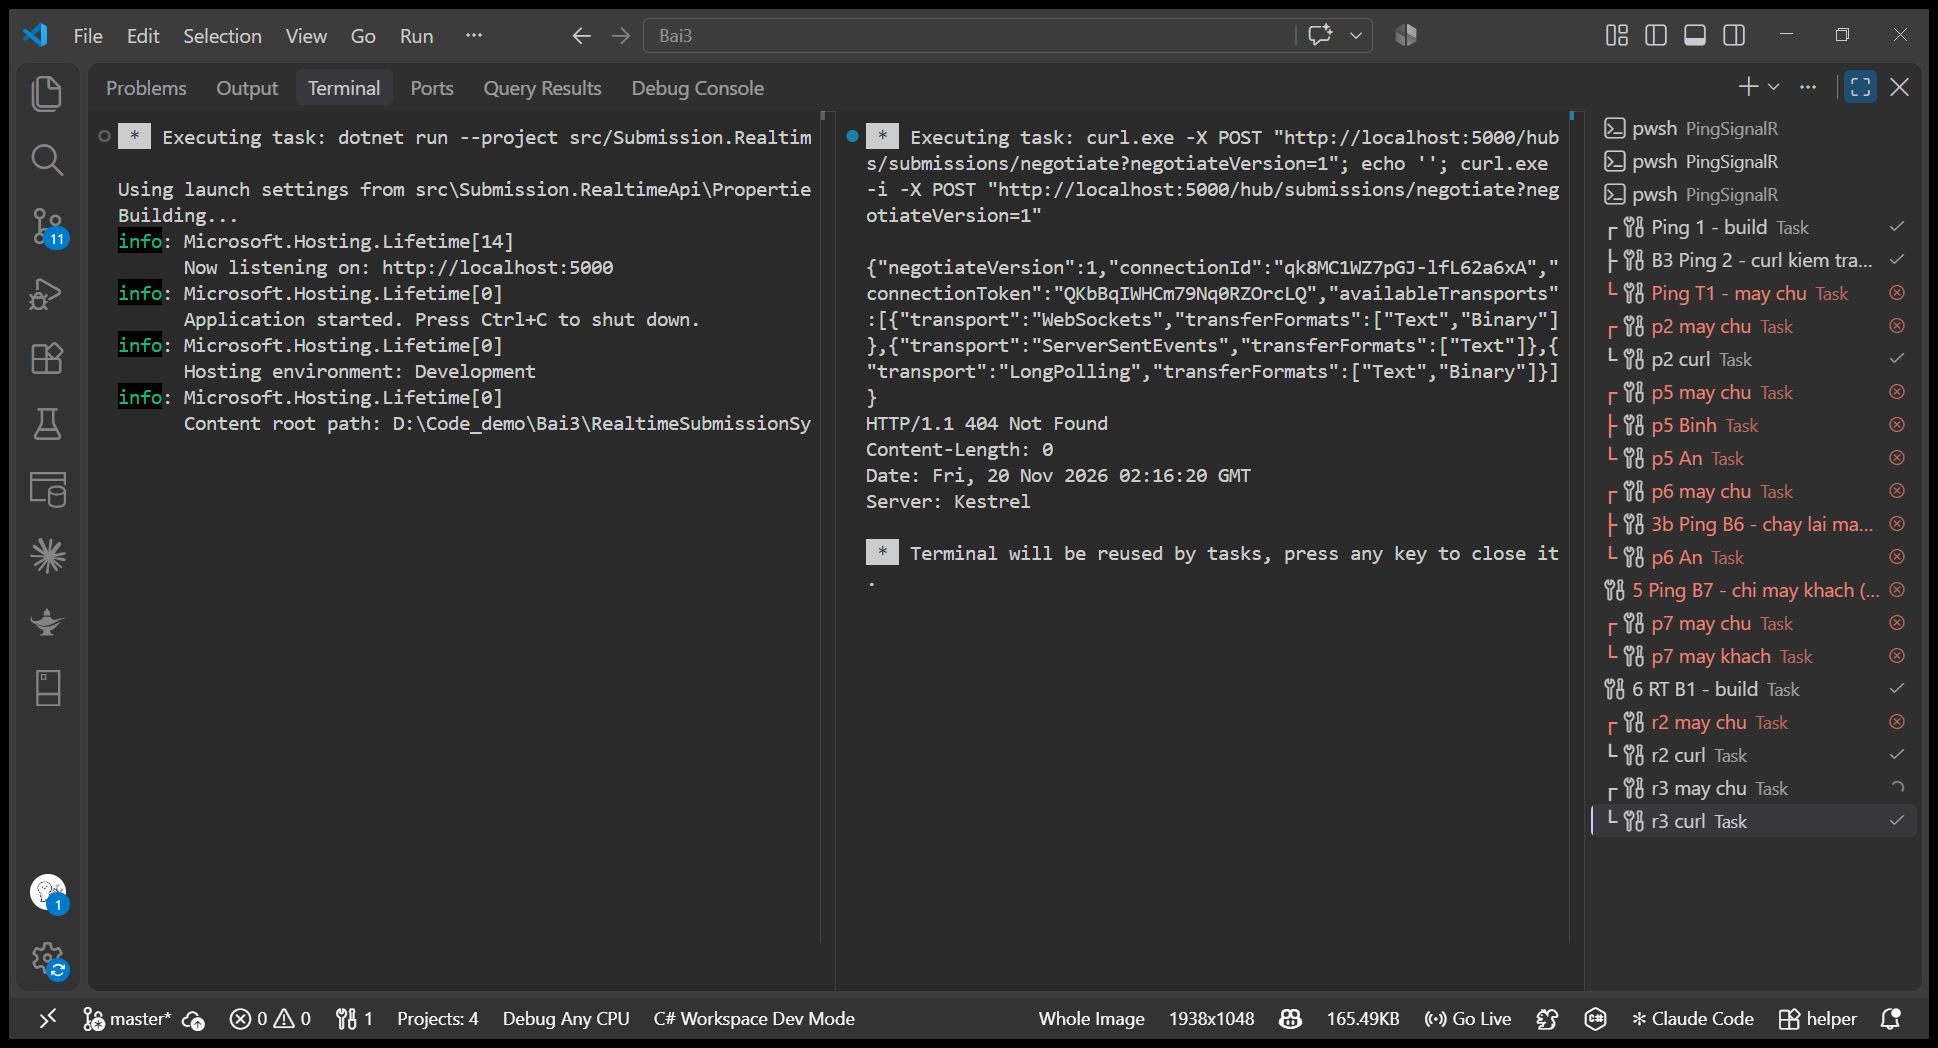 File Edit Selection View Go Run ··· Bai3
Problems Output Terminal Ports Query Results Debug Console
* Executing task: dotnet run --project src/Submission.Realtim
Using launch settings from src\Submission.RealtimeApi\Propertie
Building...
info: Microsoft.Hosting.Lifetime[14]
Now listening on: http://localhost:5000
info: Microsoft.Hosting.Lifetime[0]
Application started. Press Ctrl+C to shut down.
info: Microsoft.Hosting.Lifetime[0]
Hosting environment: Development
info: Microsoft.Hosting.Lifetime[0]
Content root path: D:\Code_demo\Bai3\RealtimeSubmissionSy
* Executing task: curl.exe -X POST "http://localhost:5000/hub
s/submissions/negotiate?negotiateVersion=1"; echo ''; curl.exe
-i -X POST "http://localhost:5000/hub/submissions/negotiate?neg
otiateVersion=1"
{"negotiateVersion":1,"connectionId":"qk8MC1WZ7pGJ-lfL62a6xA","
connectionToken":"QKbBqIWHCm79Nq0RZOrcLQ","availableTransports"
:[{"transport":"WebSockets","transferFormats":["Text","Binary"]
},{"transport":"ServerSentEvents","transferFormats":["Text"]},{
"transport":"LongPolling","transferFormats":["Text","Binary"]}]
}
HTTP/1.1 404 Not Found
Content-Length: 0
Date: Fri, 20 Nov 2026 02:16:20 GMT
Server: Kestrel
* Terminal will be reused by tasks, press any key to close it
.
pwsh PingSignalR
pwsh PingSignalR
pwsh PingSignalR
Ping 1 - build Task
B3 Ping 2 - curl kiem tra...
Ping T1 - may chu Task
p2 may chu Task
p2 curl Task
p5 may chu Task
p5 Binh Task
p5 An Task
p6 may chu Task
3b Ping B6 - chay lai ma...
p6 An Task
5 Ping B7 - chi may khach (...
p7 may chu Task
p7 may khach Task
6 RT B1 - build Task
r2 may chu Task
r2 curl Task
r3 may chu Task
r3 curl Task
11
1
master* 0 0 1 Projects: 4 Debug Any CPU C# Workspace Dev Mode Whole Image 1938x1048 165.49KB Go Live C# Claude Code helper